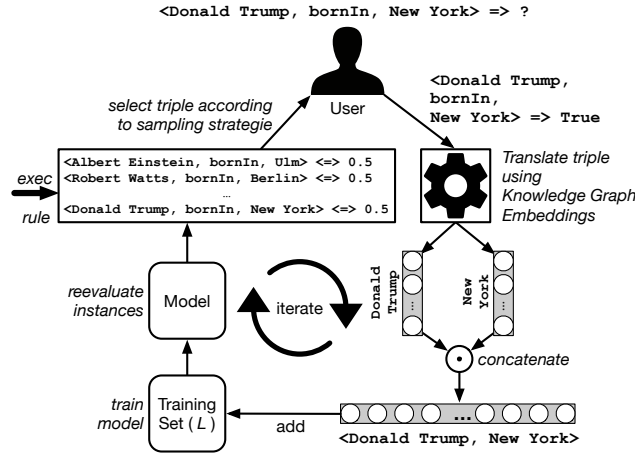 <Donald Trump, bornIn, New York> => ?
User
select triple according
to sampling strategie
<Donald Trump,
bornIn,
New York> => True
exec
rule
<Albert Einstein, bornIn, Ulm> <=> 0.5
<Robert Watts, bornIn, Berlin> <=> 0.5
...
<Donald Trump, bornIn, New York> <=> 0.5
Translate triple
using
Knowledge Graph
Embeddings
reevaluate
instances
Model
iterate
Donald
Trump
...
New
York
...
concatenate
train
model
Training
Set (L)
add
...
<Donald Trump, New York>